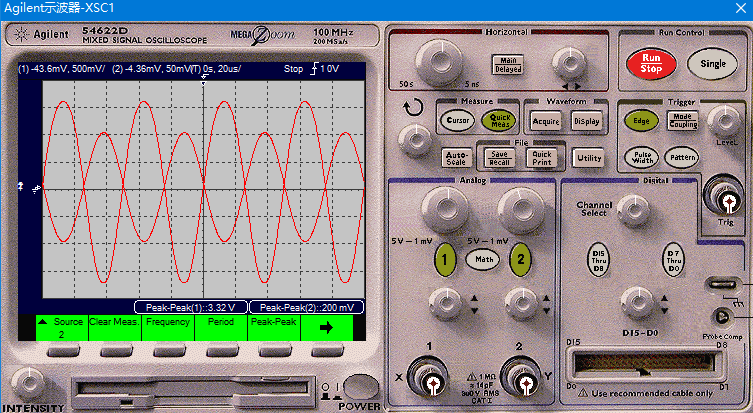 Agilent示波器-XSC1
Agilent 54622D MEGA Zoom 100 MHz
MIXED SIGNAL OSCILLOSCOPE 200 MSa/s
(1) -43.6mV, 500mV/ (2) -4.36mV, 50mV/ (T) 0s, 20us/ Stop 1 0V
Peak-Peak(1)::3.32 V Peak-Peak(2)::200 mV
Source Clear Meas. Frequency Period Peak-Peak
2
INTENSITY
O I
POWER
Horizontal
50 s 5 ns
Main
Delayed
Run Control
Run
Stop
Single
Measure
Cursor
Quick
Meas
Waveform
Acquire
Display
Trigger
Edge
Mode
Coupling
Level
Pulse
Width
Pattern
Trig
Auto-
Scale
File
Save
Recall
Quick
Print
Utility
Analog
5 V - 1 mV 5 V - 1 mV
1
Math
2
1 2
X Y
1 MΩ
≅ 14pF
300 V RMS
CAT I
Digital
Channel
Select
D15
Thru
D8
D7
Thru
D0
D15-D0
Probe Comp
D15 D8
D0 D1
Use recommended cable only